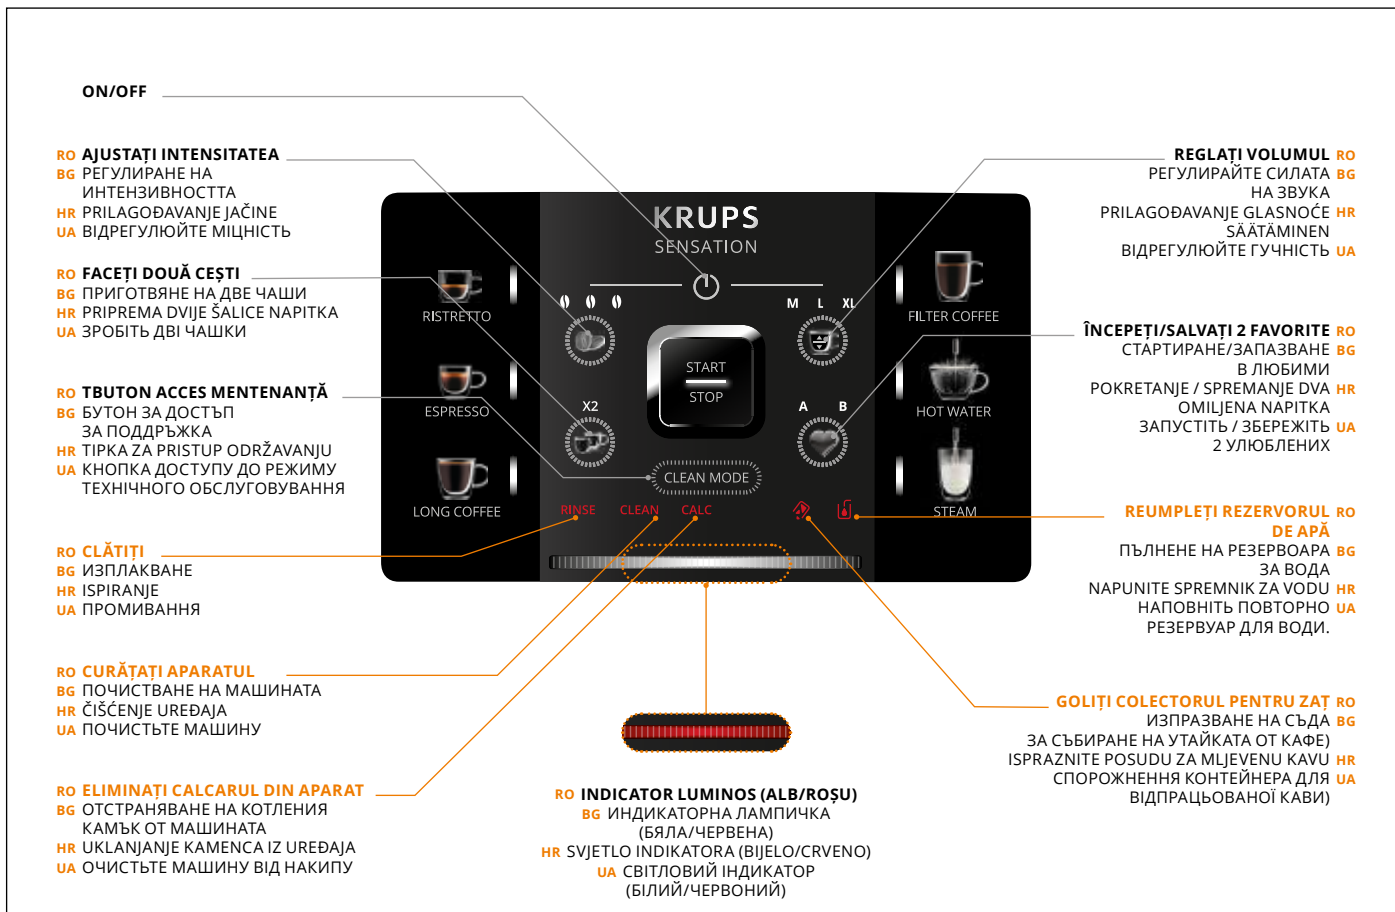 ON/OFF
RO AJUSTAȚI INTENSITATEA
BG РЕГУЛИРАНЕ НА
ИНТЕНЗИВНОСТТА
HR PRILAGOĐAVANJE JAČINE
UA ВІДРЕГУЛЮЙТЕ МІЦНІСТЬ
RO FACEȚI DOUĂ CEȘTI
BG ПРИГОТВЯНЕ НА ДВЕ ЧАШИ
HR PRIPREMA DVIJE ŠALICE NAPITKA
UA ЗРОБІТЬ ДВІ ЧАШКИ
RO TBUTON ACCES MENTENANȚĂ
BG БУТОН ЗА ДОСТЪП
ЗА ПОДДРЪЖКА
HR TIPKA ZA PRISTUP ODRŽAVANJU
UA КНОПКА ДОСТУПУ ДО РЕЖИМУ
ТЕХНІЧНОГО ОБСЛУГОВУВАННЯ
RO CLĂTIȚI
BG ИЗПЛАКВАНЕ
HR ISPIRANJE
UA ПРОМИВАННЯ
RO CURĂȚAȚI APARATUL
BG ПОЧИСТВАНЕ НА МАШИНАТА
HR ČIŠĆENJE UREĐAJA
UA ПОЧИСТЬТЕ МАШИНУ
RO ELIMINAȚI CALCARUL DIN APARAT
BG ОТСТРАНЯВАНЕ НА КОТЛЕНИЯ
КАМЪК ОТ МАШИНАТА
HR UKLANJANJE KAMENCA IZ UREĐAJA
UA ОЧИСТЬТЕ МАШИНУ ВІД НАКИПУ
KRUPS
SENSATION
RISTRETTO
ESPRESSO
LONG COFFEE
M L XL
START
STOP
X2
A B
CLEAN MODE
RINSE CLEAN CALC
FILTER COFFEE
HOT WATER
STEAM
RO INDICATOR LUMINOS (ALB/ROȘU)
BG ИНДИКАТОРНА ЛАМПИЧКА
(БЯЛА/ЧЕРВЕНА)
HR SVJETLO INDIKATORA (BIJELO/CRVENO)
UA СВІТЛОВИЙ ІНДИКАТОР
(БІЛИЙ/ЧЕРВОНИЙ)
REGLAȚI VOLUMUL RO
РЕГУЛИРАЙТЕ СИЛАТА BG
НА ЗВУКА
PRILAGOĐAVANJE GLASNOĆE HR
SÄÄTÄMINEN
ВІДРЕГУЛЮЙТЕ ГУЧНІСТЬ UA
ÎNCEPEȚI/SALVAȚI 2 FAVORITE RO
СТАРТИРАНЕ/ЗАПАЗВАНЕ BG
В ЛЮБИМИ
POKRETANJE / SPREMANJE DVA HR
OMILJENA NAPITKA
ЗАПУСТІТЬ / ЗБЕРЕЖІТЬ UA
2 УЛЮБЛЕНИХ
REUMPLEȚI REZERVORUL RO
DE APĂ
ПЪЛНЕНЕ НА РЕЗЕРВОАРА BG
ЗА ВОДА
NAPUNITE SPREMNIK ZA VODU HR
НАПОВНІТЬ ПОВТОРНО UA
РЕЗЕРВУАР ДЛЯ ВОДИ.
GOLIȚI COLECTORUL PENTRU ZAȚ RO
ИЗПРАЗВАНЕ НА СЪДА BG
ЗА СЪБИРАНЕ НА УТАЙКАТА ОТ КАФЕ)
ISPRAZNITE POSUDU ZA MLJEVENU KAVU HR
СПОРОЖНЕННЯ КОНТЕЙНЕРА ДЛЯ UA
ВІДПРАЦЬОВАНОЇ КАВИ)